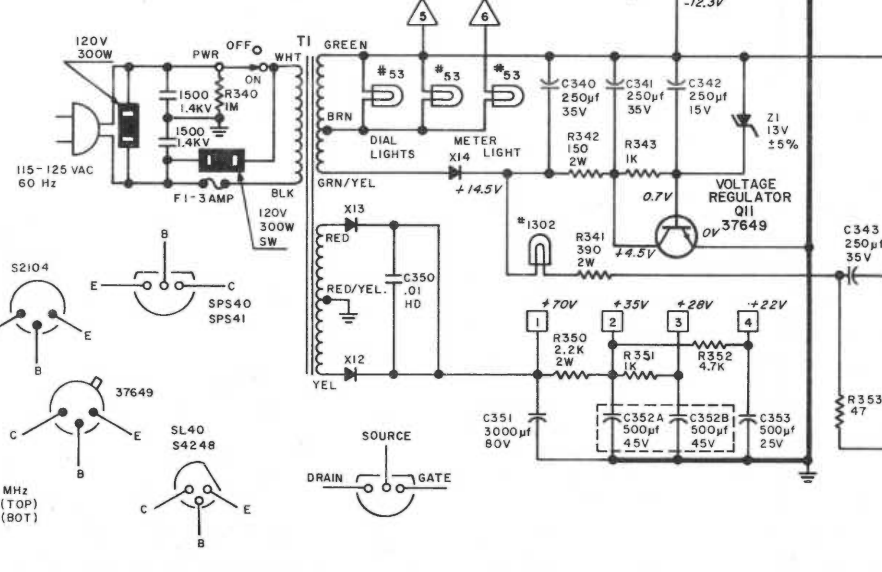 -12.3V
5
6
120V
300W
PWR
OFF
ON
WHT
T1
GREEN
#53
#53
#53
1500
1.4KV
R340
1M
1500
1.4KV
BRN
DIAL
LIGHTS
METER
LIGHT
C340
250μf
35V
C341
250μf
35V
C342
250μf
15V
Z1
13V
±5%
R342
150
2W
R343
1K
115-125 VAC
60 Hz
F1-3AMP
BLK
GRN/YEL
X14
+14.5V
0.7V
VOLTAGE
REGULATOR
Q11
37649
0V
+4.5V
120V
300W
SW
X13
RED
#1302
R341
390
2W
C343
250μf
35V
B
E
C
SPS40
SPS41
S2104
E
B
RED/YEL.
C350
.01
HD
+70V
+35V
+28V
+22V
1
2
3
4
R350
2.2K
2W
R351
1K
R352
4.7K
X12
YEL
37649
C
E
B
C351
3000μf
80V
C352A
500μf
45V
C352B
500μf
45V
C353
500μf
25V
R353
47
SL40
S4248
C
E
B
SOURCE
DRAIN
GATE
MHz
(TOP)
(BOT)